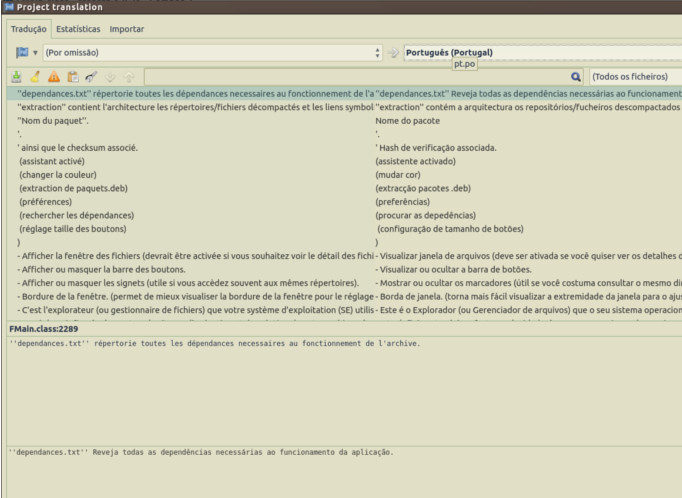 Project translation
Tradução Estatísticas Importar
(Por omissão) Português (Portugal)
pt.po
(Todos os ficheiros)
''dependances.txt'' répertorie toutes les dépendances necessaires au fonctionnement de l'a ''dependances.txt'' Reveja todas as dependências necessárias ao funcionament
''extraction'' contient l'architecture les répertoires/fichiers décompactés et les liens symbol ''extraction'' contém a arquitectura os repositórios/fucheiros descompactados
''Nom du paquet''. Nome do pacote
'. '.
' ainsi que le checksum associé. ' Hash de verificação associada.
(assistant activé) (assistente activado)
(changer la couleur) (mudar cor)
(extraction de paquets.deb) (extracção pacotes .deb)
(préférences) (preferências)
(rechercher les dépendances) (procurar as depedências)
(réglage taille des boutons) (configuração de tamanho de botões)
) )
- Afficher la fenêtre des fichiers (devrait être activée si vous souhaitez voir le détail des fichi - Visualizar janela de arquivos (deve ser ativada se você quiser ver os detalhes d
- Afficher ou masquer la barre des boutons. - Visualizar ou ocultar a barra de botões.
- Afficher ou masquer les signets (utile si vous accèdez souvent aux mêmes répertoires). - Mostrar ou ocultar os marcadores (útil se você costuma consultar o mesmo di
- Bordure de la fenêtre. (permet de mieux visualiser la bordure de la fenêtre pour le réglage - Borda de janela. (torna mais fácil visualizar a extremidade da janela para o aju
- C'est l'explorateur (ou gestionnaire de fichiers) que votre système d'exploitation (SE) utilis - Este é o Explorador (ou Gerenciador de arquivos) que o seu sistema operacion
FMain.class:2289
''dependances.txt'' répertorie toutes les dépendances necessaires au fonctionnement de l'archive.
''dependances.txt'' Reveja todas as dependências necessárias ao funcionamento da aplicação.